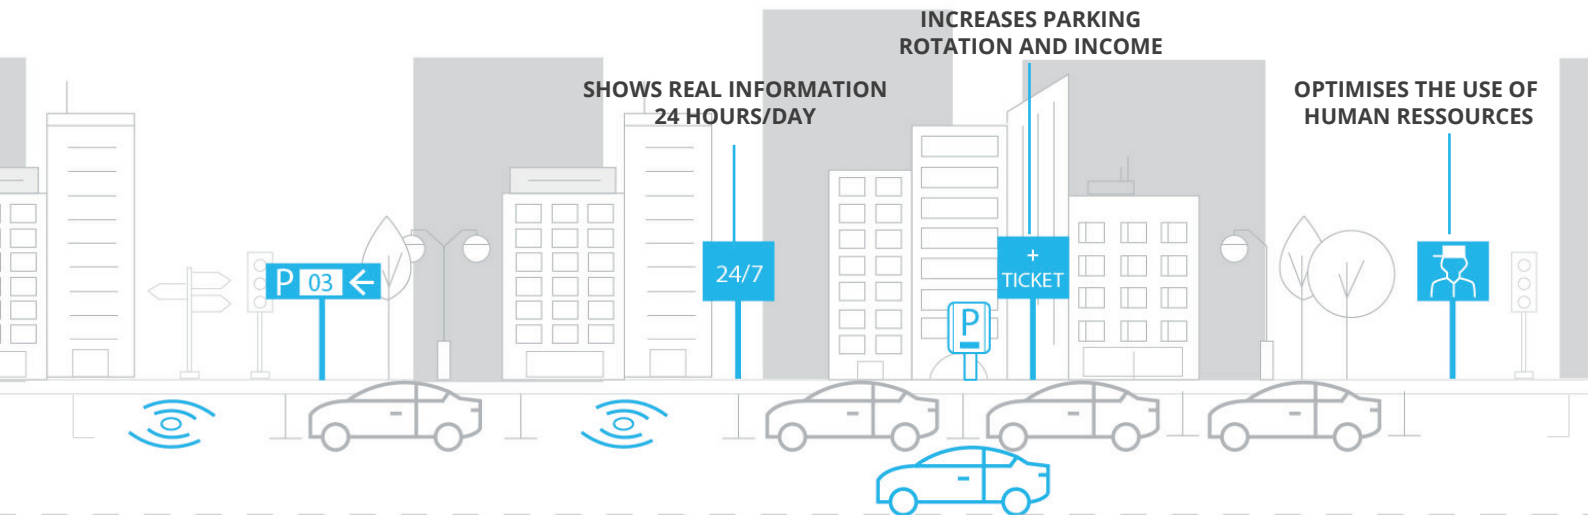 INCREASES PARKING
ROTATION AND INCOME
SHOWS REAL INFORMATION
24 HOURS/DAY
OPTIMISES THE USE OF
HUMAN RESSOURCES
P 03
24/7
+
TICKET
P